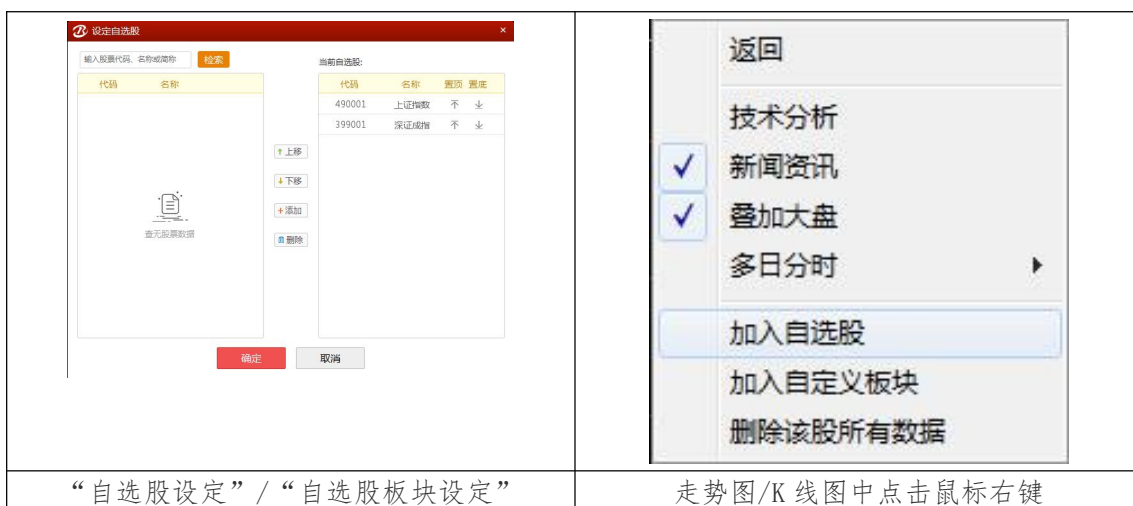 设定自选股
×
输入股票代码、名称或简称 检索
当前自选股:
代码 名称
代码 名称 置顶 置底
490001 上证指数
399001 深证成指
↑ 上移
↓ 下移
+ 添加
删除
查无股票数据
确定 取消
返回
技术分析
✓ 新闻资讯
✓ 叠加大盘
多日分时
加入自选股
加入自定义板块
删除该股所有数据
“自选股设定”/“自选股板块设定”
走势图/K 线图中点击鼠标右键